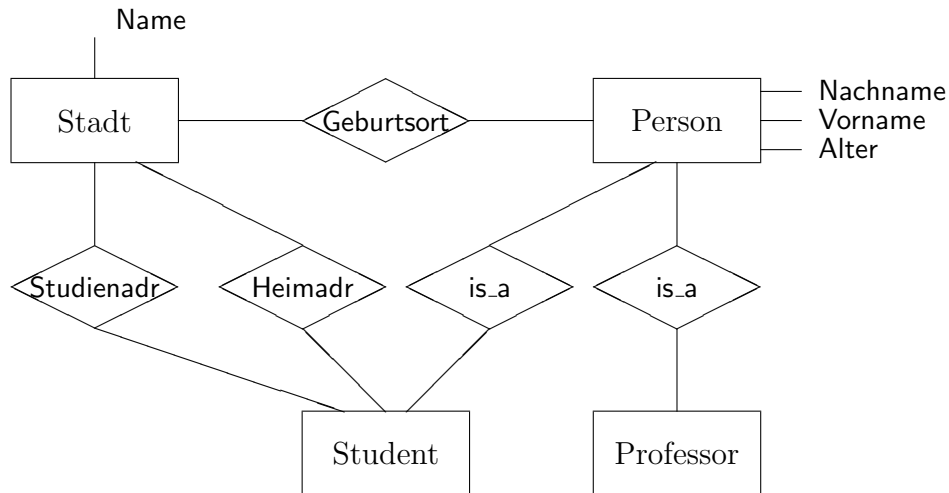 Name
Stadt
Geburtsort
Person
Nachname
Vorname
Alter
Studienadr
Heimadr
is_a
is_a
Student
Professor